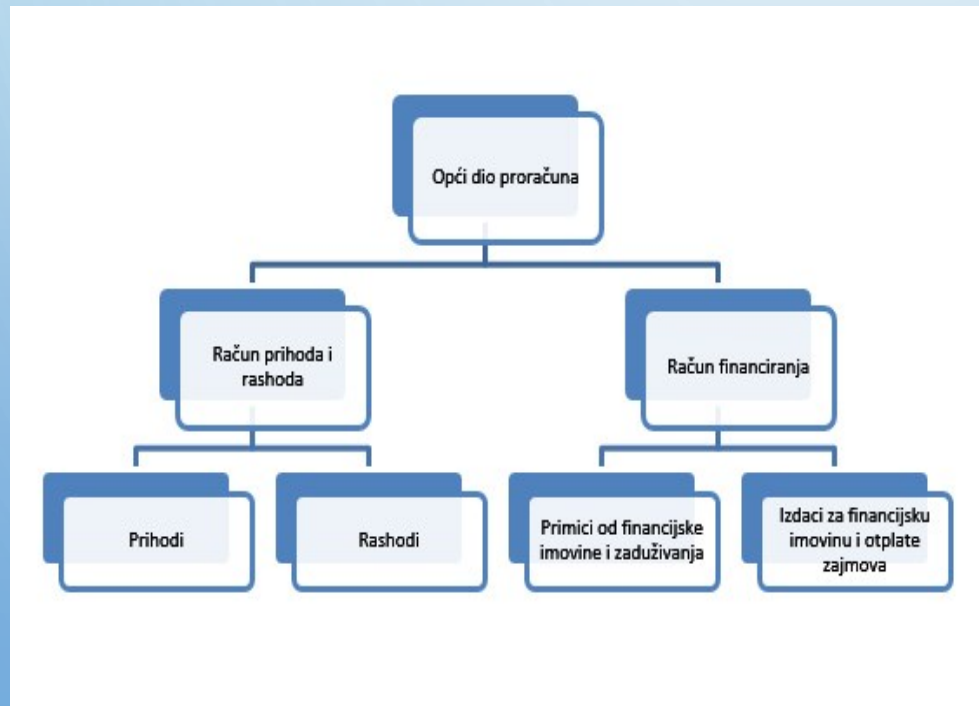 Opći dio proračuna
Račun prihoda i
rashoda
Račun financiranja
Prihodi
Rashodi
Primici od financijske
imovine i zaduživanja
Izdaci za financijsku
imovinu i otplate
zajmova